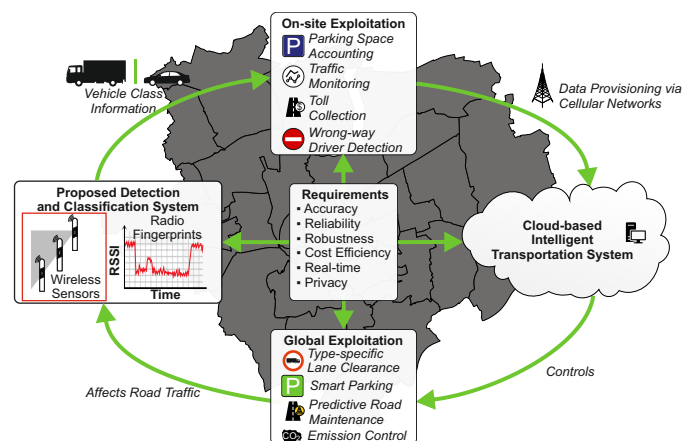 On-site Exploitation
P
Parking Space
Accounting
Traffic
Monitoring
$
Toll
Collection
Wrong-way
Driver Detection
Vehicle Class
Information
Data Provisioning via
Cellular Networks
Proposed Detection
and Classification System
Radio
Fingerprints
Wireless
Sensors
RSSI
Time
Requirements
▪ Accuracy
▪ Reliability
▪ Robustness
▪ Cost Efficiency
▪ Real-time
▪ Privacy
Cloud-based
Intelligent
Transportation System
Global Exploitation
Type-specific
Lane Clearance
P
Smart Parking
Predictive Road
Maintenance
CO2
Emission Control
Affects Road Traffic
Controls